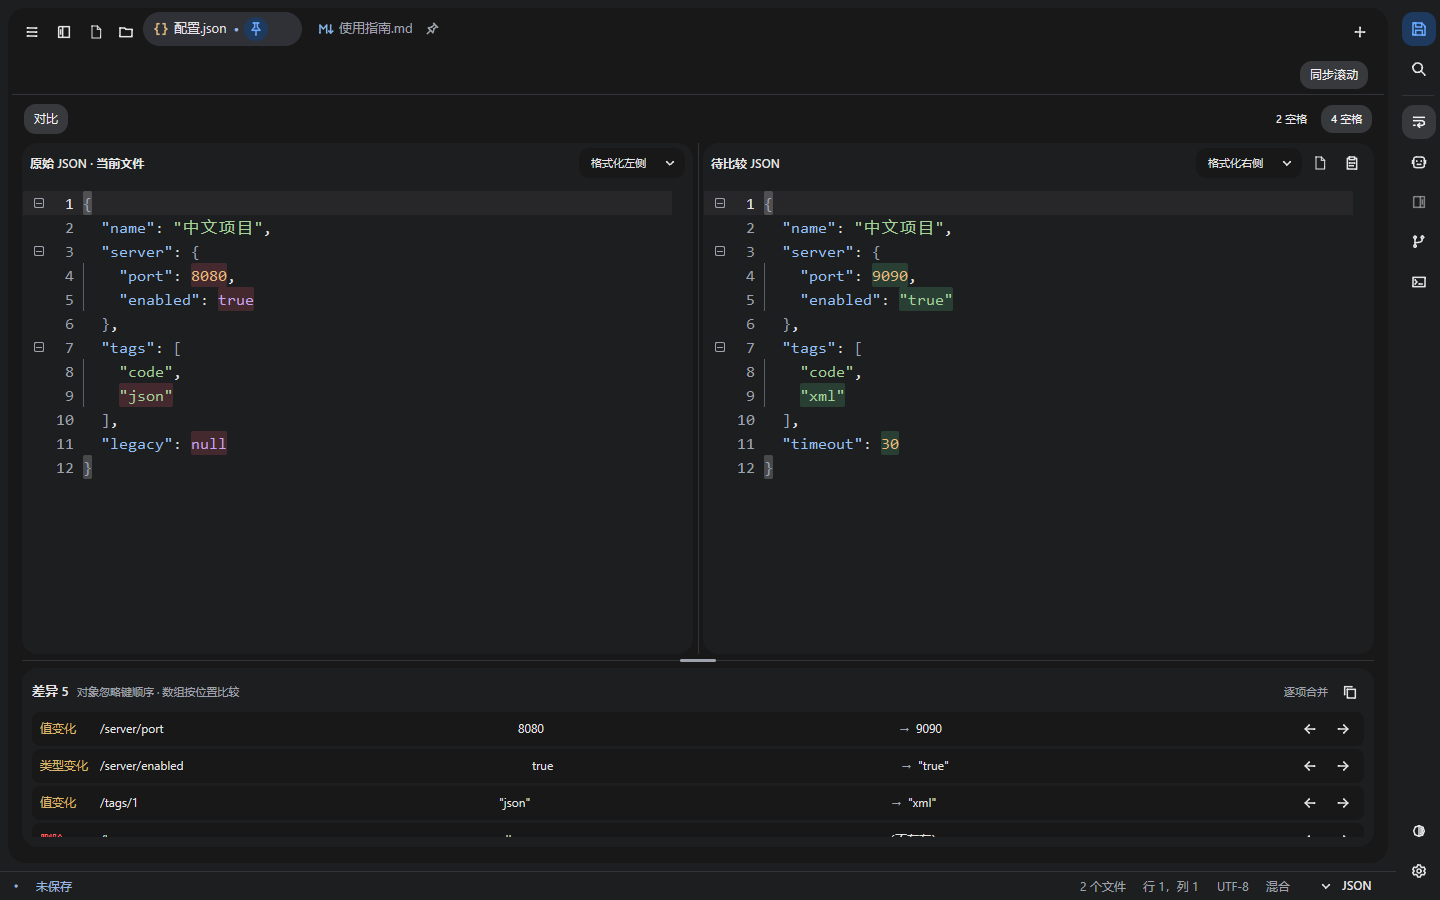 {} 配置.json
使用指南.md
同步滚动
对比
2 空格
4 空格
原始 JSON · 当前文件
格式化左侧
1 {
2 "name": "中文项目",
3 "server": {
4 "port": 8080,
5 "enabled": true
6 },
7 "tags": [
8 "code",
9 "json"
10 ],
11 "legacy": null
12 }
待比较 JSON
格式化右侧
1 {
2 "name": "中文项目",
3 "server": {
4 "port": 9090,
5 "enabled": "true"
6 },
7 "tags": [
8 "code",
9 "xml"
10 ],
11 "timeout": 30
12 }
差异 5 对象忽略键顺序 · 数组按位置比较
逐项合并
值变化 /server/port 8080 → 9090
类型变化 /server/enabled true → "true"
值变化 /tags/1 "json" → "xml"
未保存
2 个文件
行 1，列 1
UTF-8
混合
JSON